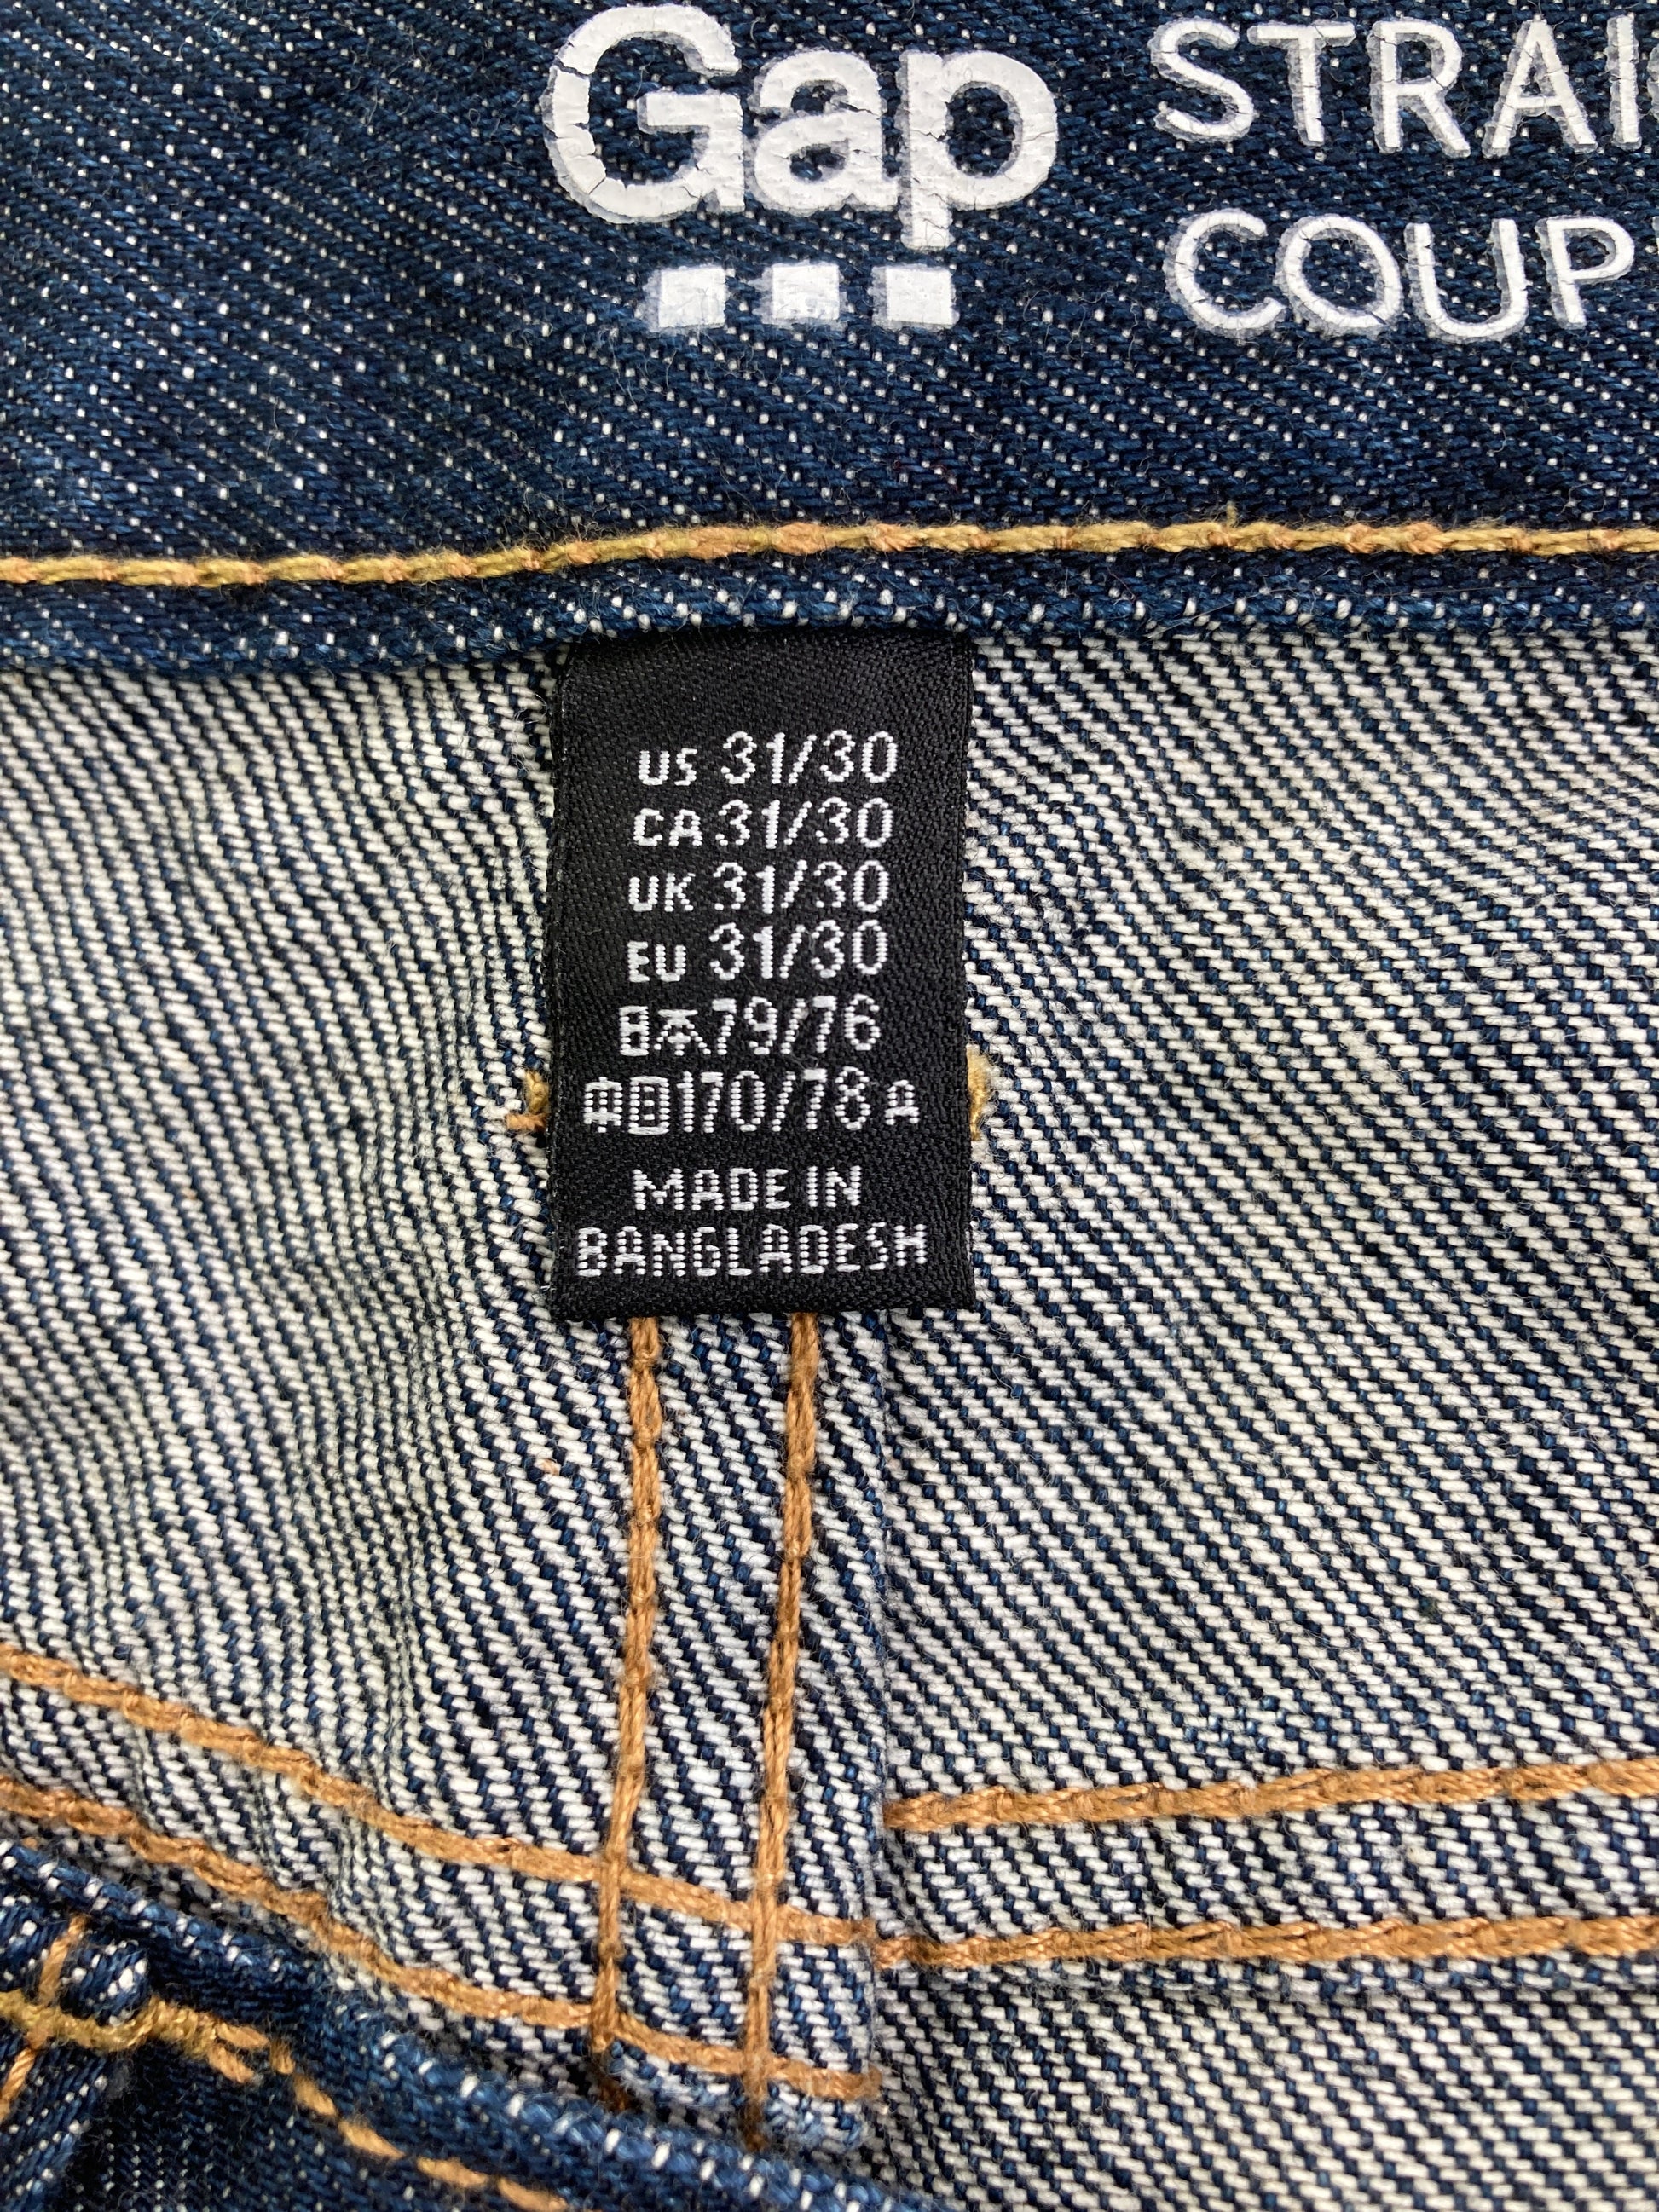 Gap STRAIG
COUP
US 31/30
CA 31/30
UK 31/30
EU 31/30
日本79/76
中国170/78A
MADE IN
BANGLADESH